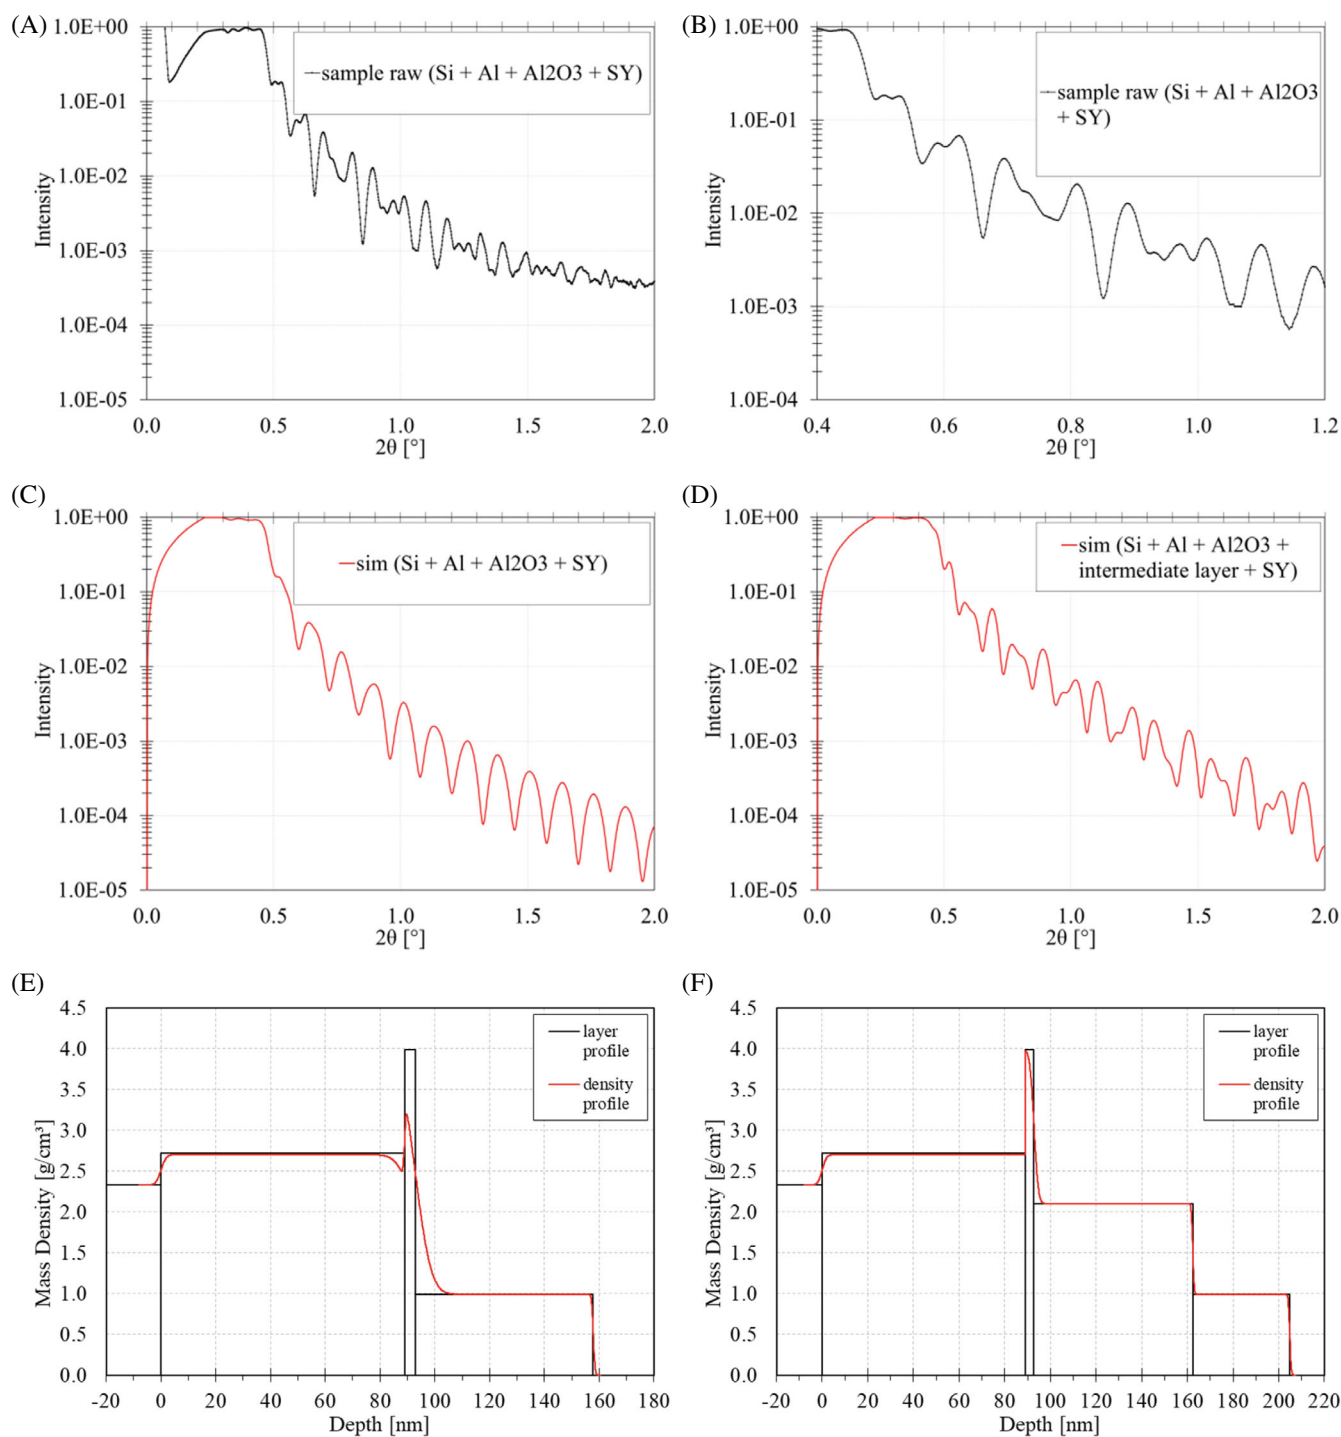 (A)
1.0E+00
1.0E-01
1.0E-02
1.0E-03
1.0E-04
1.0E-05
Intensity
sample raw (Si + Al + Al2O3 + SY)
0.0 0.5 1.0 1.5 2.0
2θ [°]
(B)
1.0E+00
1.0E-01
1.0E-02
1.0E-03
1.0E-04
Intensity
sample raw (Si + Al + Al2O3
+ SY)
0.4 0.6 0.8 1.0 1.2
2θ [°]
(C)
1.0E+00
1.0E-01
1.0E-02
1.0E-03
1.0E-04
1.0E-05
Intensity
sim (Si + Al + Al2O3 + SY)
0.0 0.5 1.0 1.5 2.0
2θ [°]
(D)
1.0E+00
1.0E-01
1.0E-02
1.0E-03
1.0E-04
1.0E-05
Intensity
sim (Si + Al + Al2O3 +
intermediate layer + SY)
0.0 0.5 1.0 1.5 2.0
2θ [°]
(E)
4.5
4.0
3.5
3.0
2.5
2.0
1.5
1.0
0.5
0.0
Mass Density [g/cm³]
layer
profile
density
profile
-20 0 20 40 60 80 100 120 140 160 180
Depth [nm]
(F)
4.5
4.0
3.5
3.0
2.5
2.0
1.5
1.0
0.5
0.0
Mass Density [g/cm³]
layer
profile
density
profile
-20 0 20 40 60 80 100 120 140 160 180 200 220
Depth [nm]